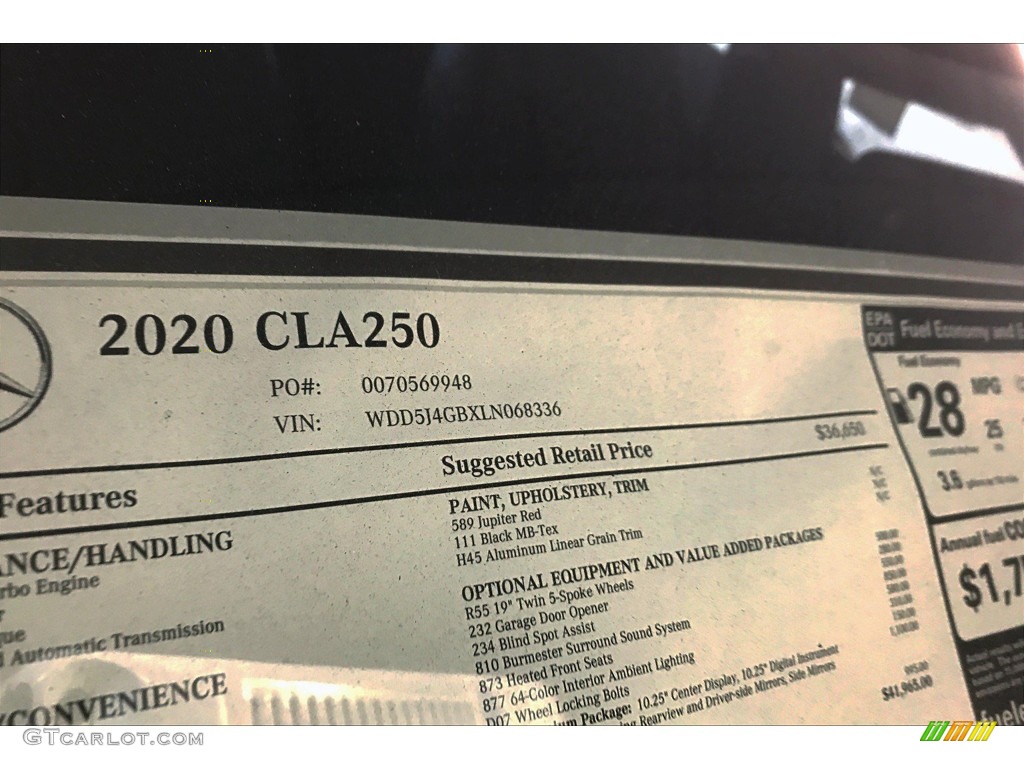 2020 CLA250
PO#: 0070569948
VIN: WDD5J4GBXLN068336
Suggested Retail Price $36,650
Features
PAINT, UPHOLSTERY, TRIM
589 Jupiter Red
111 Black MB-Tex
H45 Aluminum Linear Grain Trim
OPTIONAL EQUIPMENT AND VALUE ADDED PACKAGES
R55 19" Twin 5-Spoke Wheels
232 Garage Door Opener
234 Blind Spot Assist
810 Burmester Surround Sound System
873 Heated Front Seats
877 64-Color Interior Ambient Lighting
D07 Wheel Locking Bolts
um Package: 10.25" Center Display, 10.25" Digital Instrument
Rearview and Driver-side Mirrors, Side Mirrors
995.00
$41,965.00
ANCE/HANDLING
rbo Engine
que
Automatic Transmission
/CONVENIENCE
EPA
DOT
Fuel Economy and E
Fuel Economy
28 MPG
25
3.6
Annual fuel CO
$1,7
GTCARLOT.COM